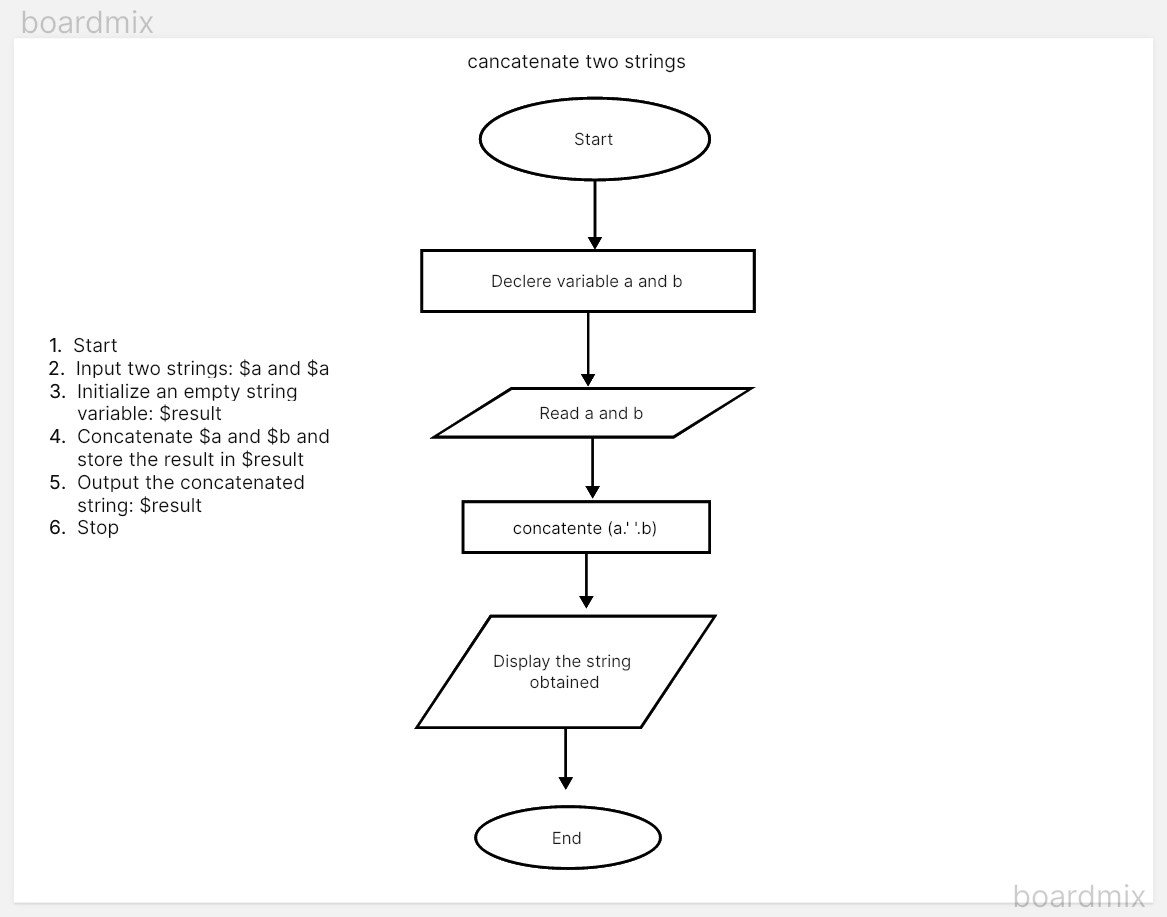 boardmix
cancatenate two strings
Start
Declere variable a and b
1. Start
2. Input two strings: $a and $a
3. Initialize an empty string
variable: $result
4. Concatenate $a and $b and
store the result in $result
5. Output the concatenated
string: $result
6. Stop
Read a and b
concatente (a.' '.b)
Display the string
obtained
End
boardmix